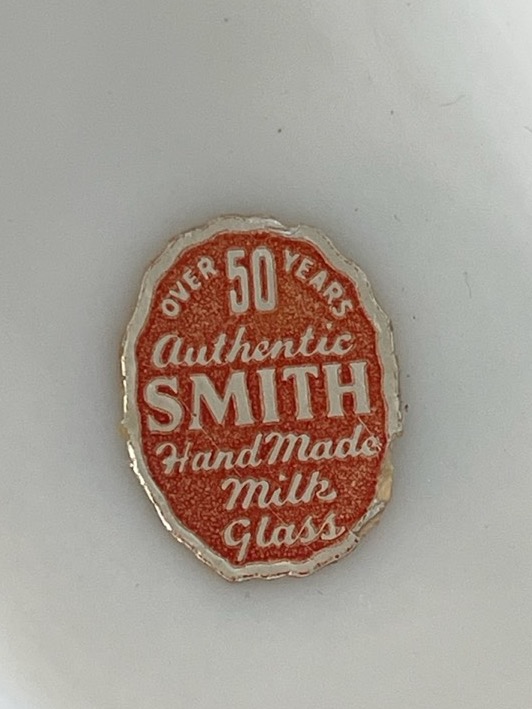 OVER 50 YEARS
Authentic
SMITH
Hand Made
Milk
Glass